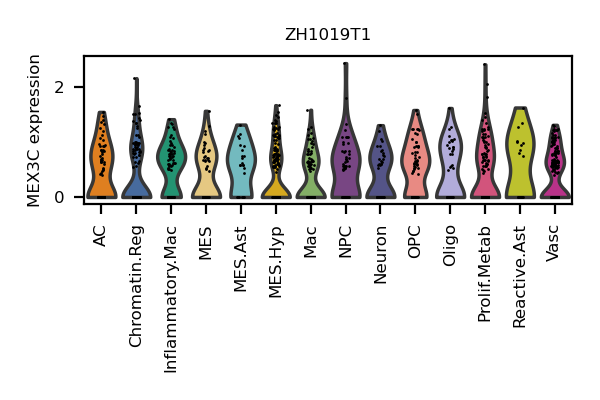 ZH1019T1
MEX3C expression
2
0
AC
Chromatin.Reg
Inflammatory.Mac
MES
MES.Ast
MES.Hyp
Mac
NPC
Neuron
OPC
Oligo
Prolif.Metab
Reactive.Ast
Vasc